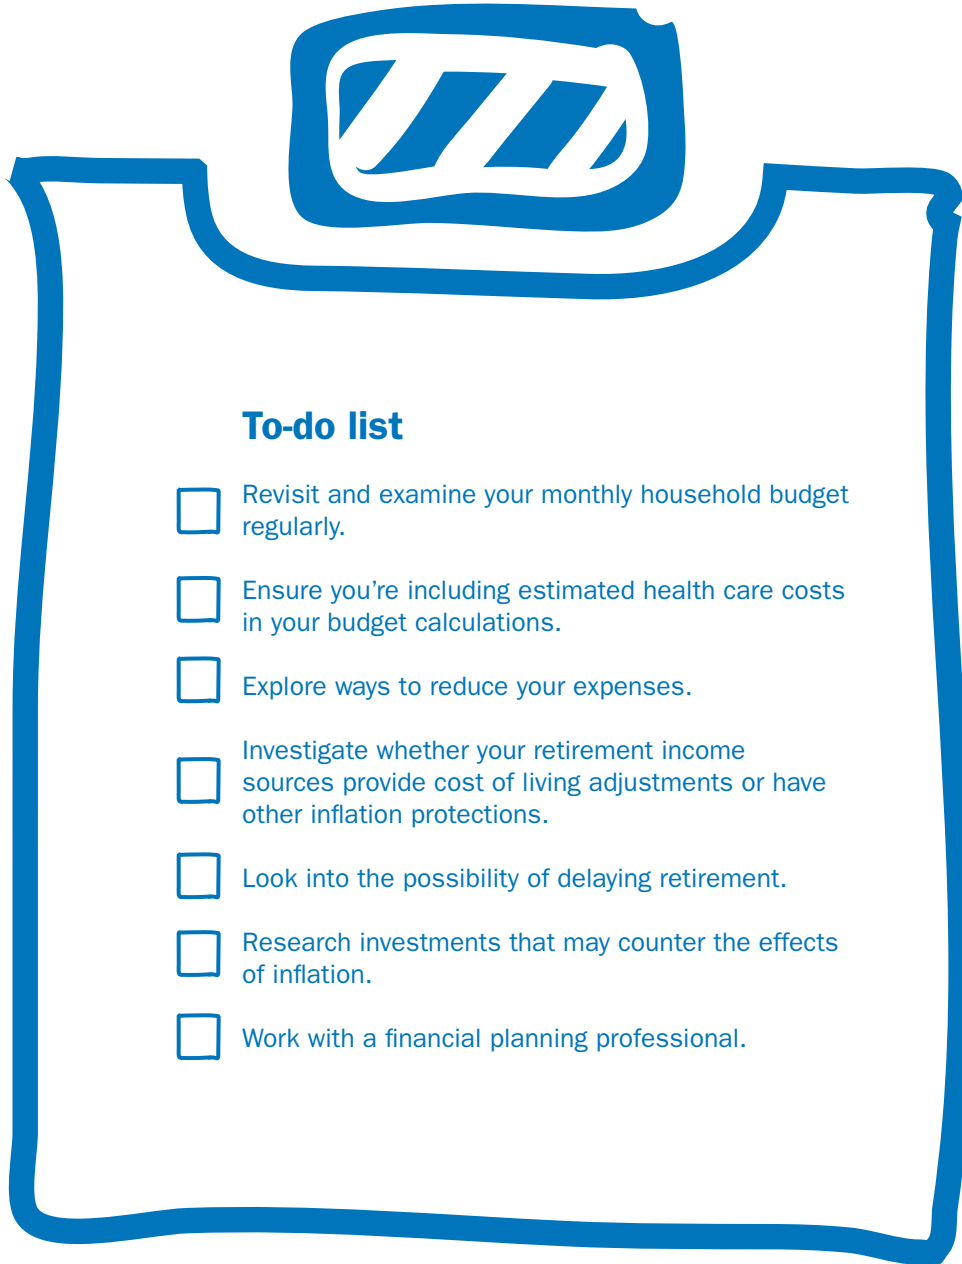 To-do list
Revisit and examine your monthly household budget
regularly.
Ensure you’re including estimated health care costs
in your budget calculations.
Explore ways to reduce your expenses.
Investigate whether your retirement income
sources provide cost of living adjustments or have
other inflation protections.
Look into the possibility of delaying retirement.
Research investments that may counter the effects
of inflation.
Work with a financial planning professional.